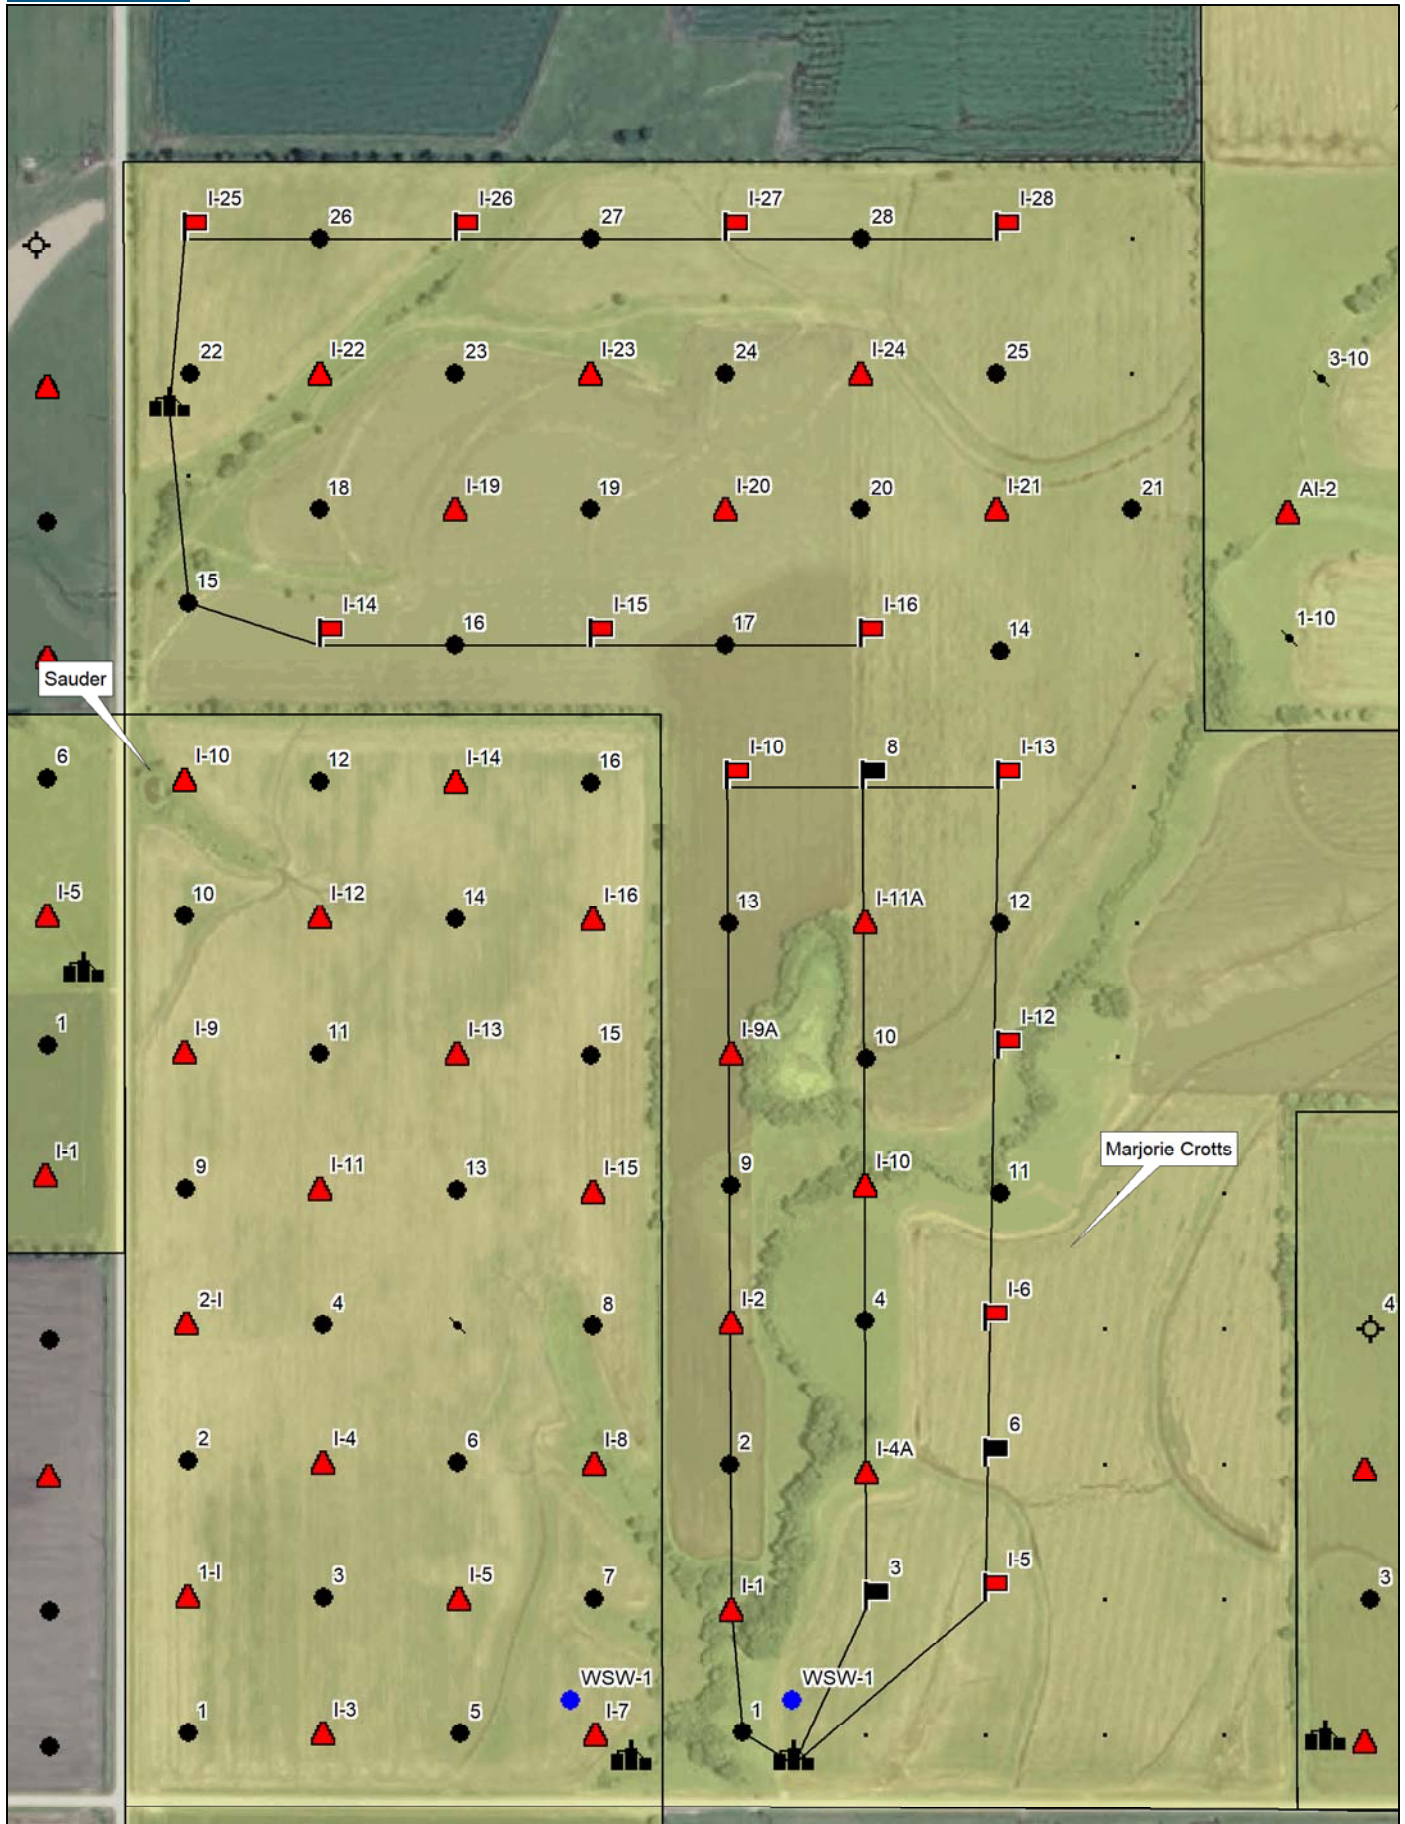 I-25
I-26
I-27
I-28
26
27
28
22
I-22
23
I-23
24
I-24
25
3-10
18
I-19
19
I-20
20
I-21
21
AI-2
15
I-14
16
I-15
17
I-16
14
1-10
Sauder
6
I-10
12
I-14
16
I-10
8
I-13
I-5
10
I-12
14
I-16
13
I-11A
12
1
I-9
11
I-13
15
I-9A
10
I-12
Marjorie Crotts
I-1
9
I-11
13
I-15
9
I-10
11
2-I
4
8
I-2
4
I-6
4
2
I-4
6
I-8
2
I-4A
6
1-I
3
I-5
7
I-1
3
I-5
3
WSW-1
WSW-1
1
I-3
5
I-7
1